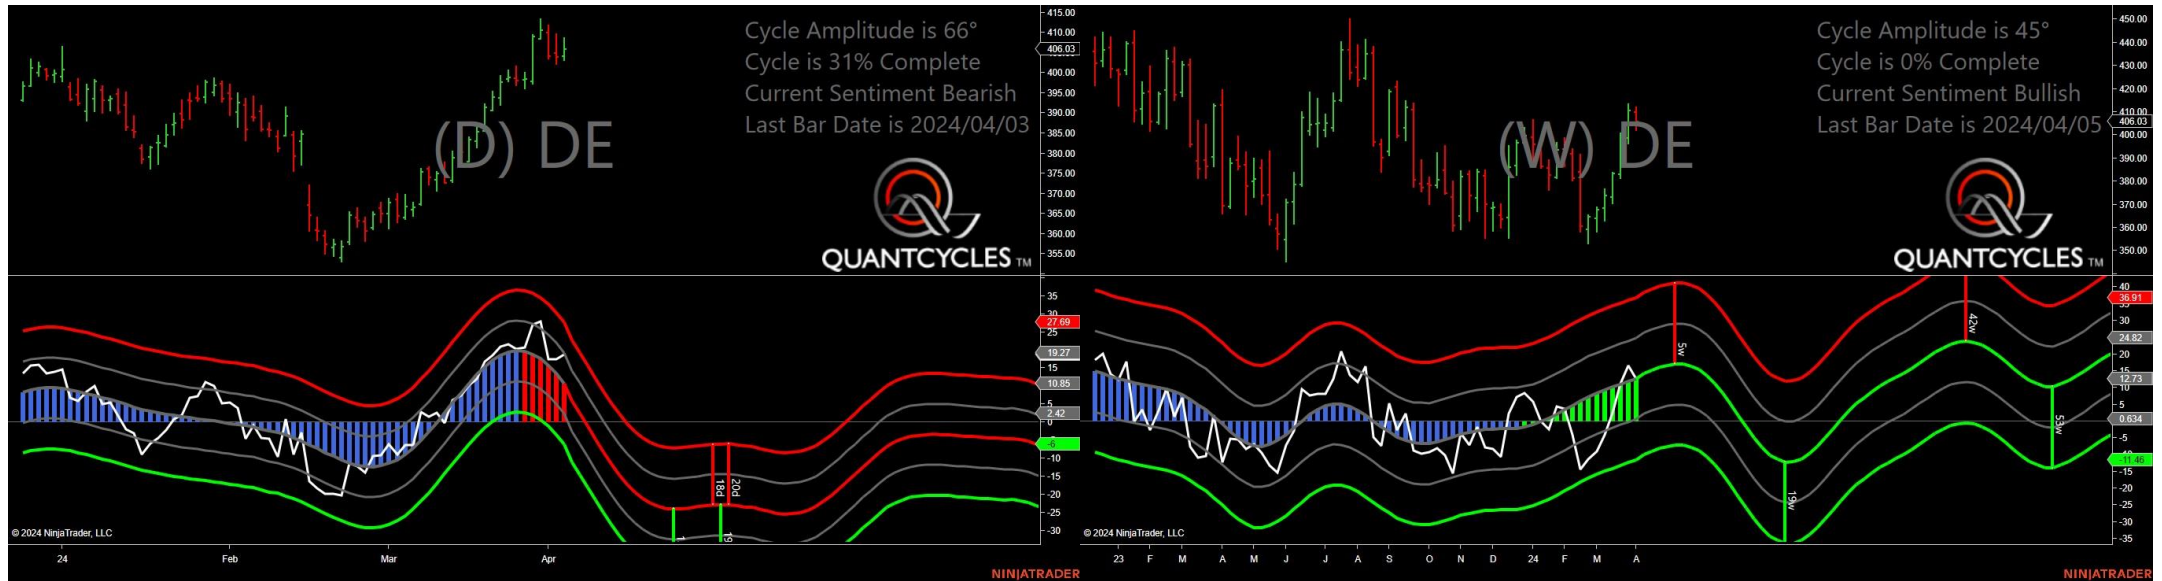 Cycle Amplitude is 66°
Cycle is 31% Complete
Current Sentiment Bearish
Last Bar Date is 2024/04/03
(D) DE
QUANTCYCLES TM
415.00
410.00
406.03
400.00
395.00
390.00
385.00
380.00
375.00
370.00
365.00
360.00
355.00
35
30
27.69
25
19.27
15
10.85
5
2.42
0
-6
-10
-15
-20
-25
-30
18d
20d
1
19
© 2024 NinjaTrader, LLC
24
Feb
Mar
Apr
NINJATRADER
Cycle Amplitude is 45°
Cycle is 0% Complete
Current Sentiment Bullish
Last Bar Date is 2024/04/05
(W) DE
QUANTCYCLES TM
450.00
440.00
430.00
420.00
410.00
406.03
400.00
390.00
380.00
370.00
360.00
350.00
40
36.91
30
24.82
20
15
12.73
5
0.634
-5
-11.46
-15
-20
-25
-30
-35
5w
19w
42w
53w
© 2024 NinjaTrader, LLC
23 F M A M J J A S O N D 24 F M A
NINJATRADER